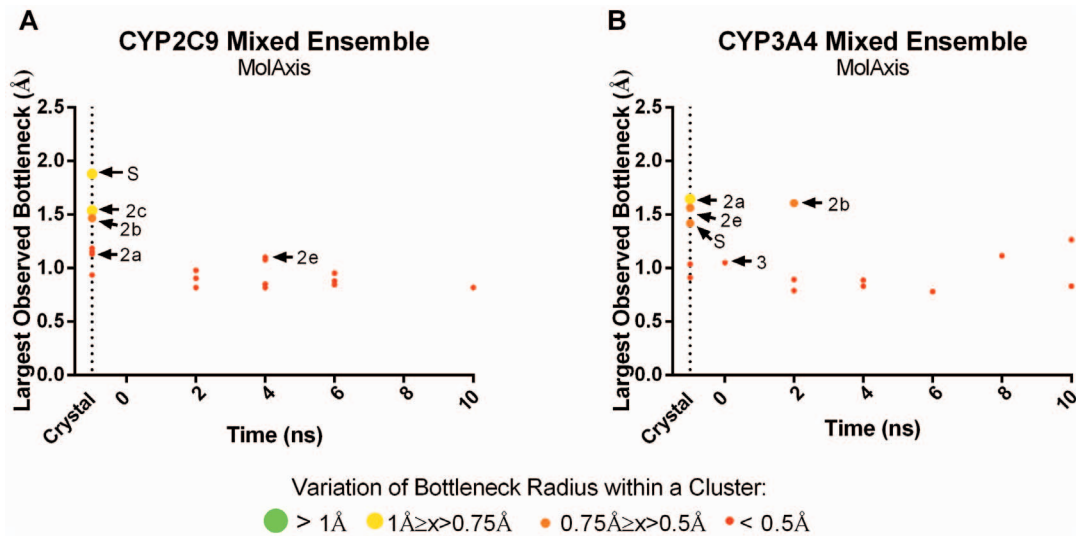 A
CYP2C9 Mixed Ensemble
MolAxis
Largest Observed Bottleneck (Å)
2.5
2.0
1.5
1.0
0.5
0.0
S
2c
2b
2a
2e
Crystal
0
2
4
6
8
10
Time (ns)
B
CYP3A4 Mixed Ensemble
MolAxis
Largest Observed Bottleneck (Å)
2.5
2.0
1.5
1.0
0.5
0.0
2a
2b
2e
S
3
Crystal
0
2
4
6
8
10
Time (ns)
Variation of Bottleneck Radius within a Cluster:
> 1Å 1Å≥x>0.75Å 0.75Å≥x>0.5Å < 0.5Å